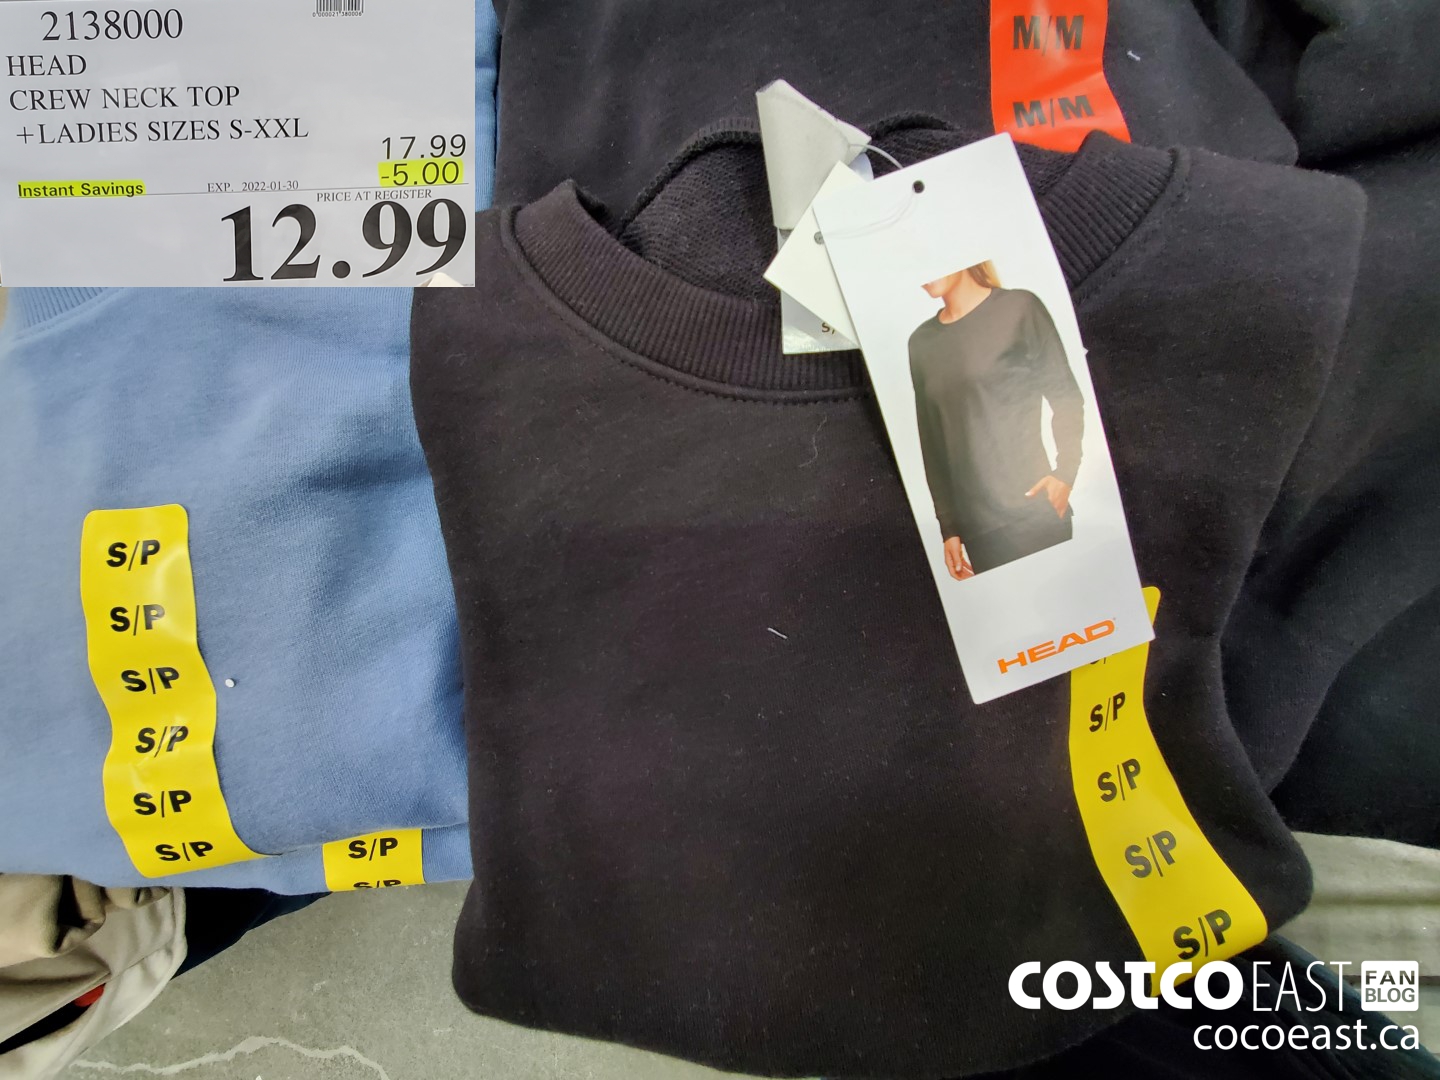 2138000
HEAD
CREW NECK TOP
+LADIES SIZES S-XXL
17.99
-5.00
Instant Savings
EXP. 2022-01-30
PRICE AT REGISTER
12.99
M/M
M/M
S/
HEAD
S/P
S/P
S/P
S/P
S/P
S/P
S/P
S/P
S/P
S/P
S/P
S/P
COSTCO EAST FAN BLOG
cocoeast.ca